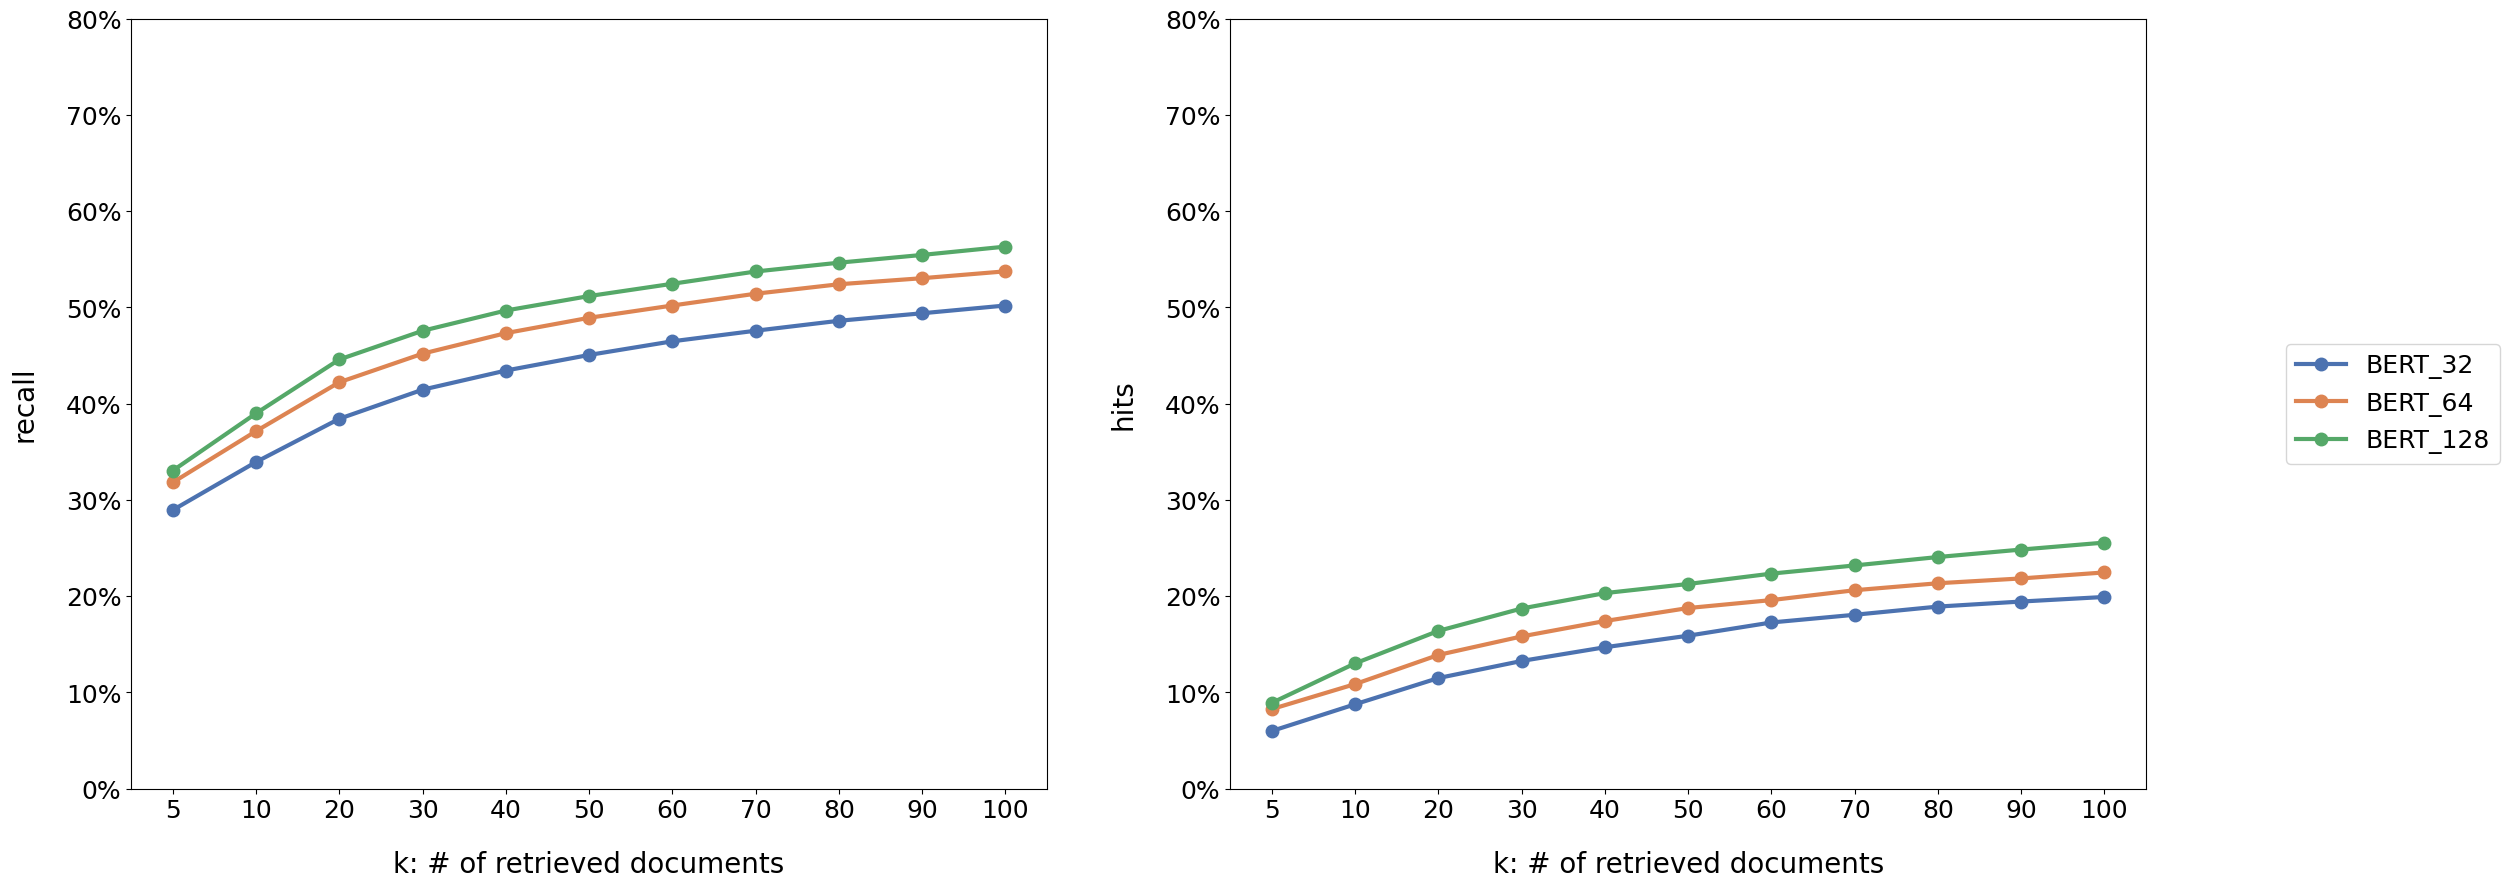 80%
70%
60%
50%
40%
30%
20%
10%
0%
recall
5 10 20 30 40 50 60 70 80 90 100
k: # of retrieved documents
80%
70%
60%
50%
40%
30%
20%
10%
0%
hits
5 10 20 30 40 50 60 70 80 90 100
k: # of retrieved documents
BERT_32
BERT_64
BERT_128